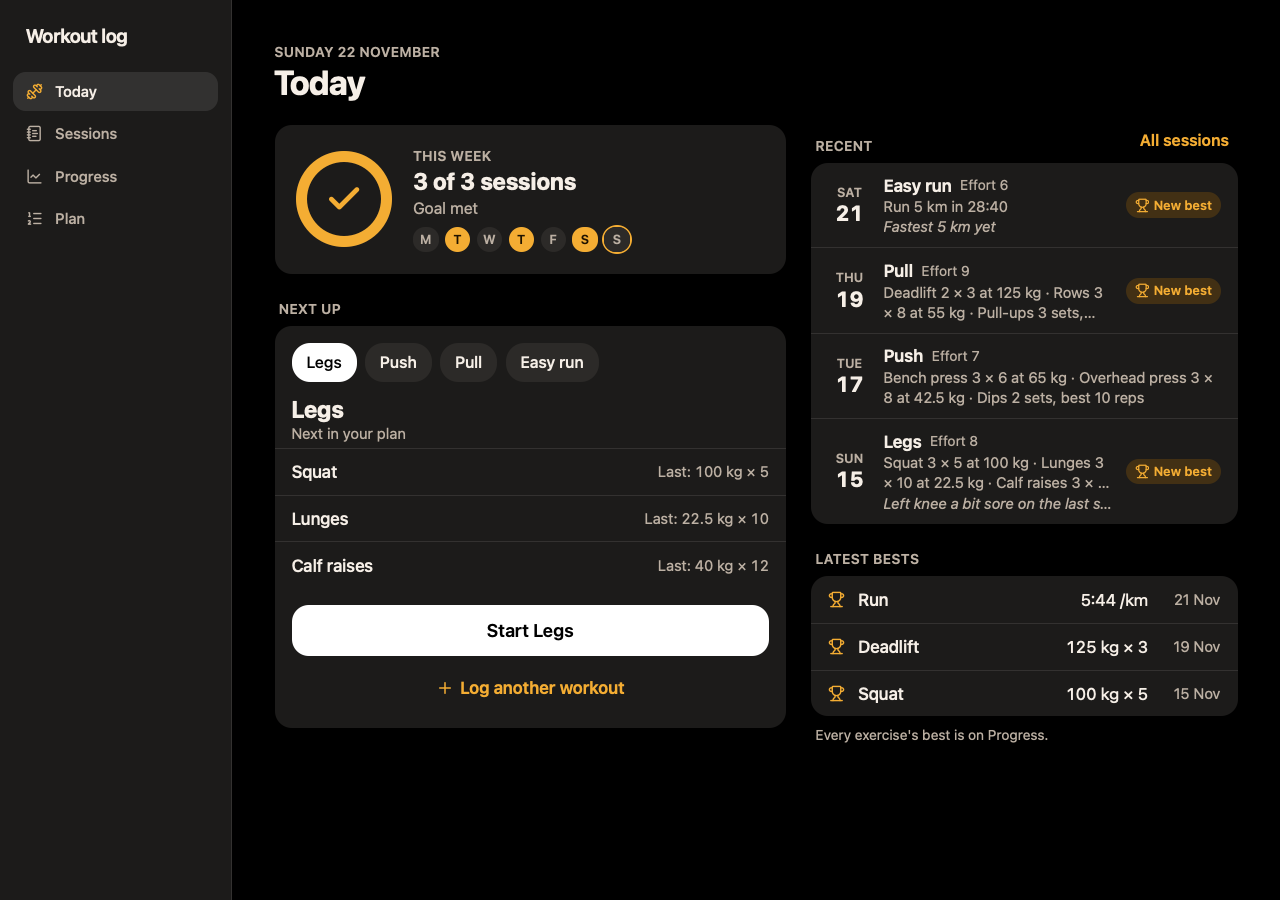 Workout log
Today
Sessions
Progress
Plan
SUNDAY 22 NOVEMBER
Today
THIS WEEK
3 of 3 sessions
Goal met
M T W T F S S
NEXT UP
Legs Push Pull Easy run
Legs
Next in your plan
Squat Last: 100 kg × 5
Lunges Last: 22.5 kg × 10
Calf raises Last: 40 kg × 12
Start Legs
+ Log another workout
RECENT All sessions
SAT
21
Easy run Effort 6
Run 5 km in 28:40
Fastest 5 km yet
New best
THU
19
Pull Effort 9
Deadlift 2 × 3 at 125 kg · Rows 3
× 8 at 55 kg · Pull-ups 3 sets,...
New best
TUE
17
Push Effort 7
Bench press 3 × 6 at 65 kg · Overhead press 3 ×
8 at 42.5 kg · Dips 2 sets, best 10 reps
SUN
15
Legs Effort 8
Squat 3 × 5 at 100 kg · Lunges 3
× 10 at 22.5 kg · Calf raises 3 × ...
Left knee a bit sore on the last s...
New best
LATEST BESTS
Run 5:44 /km 21 Nov
Deadlift 125 kg × 3 19 Nov
Squat 100 kg × 5 15 Nov
Every exercise's best is on Progress.